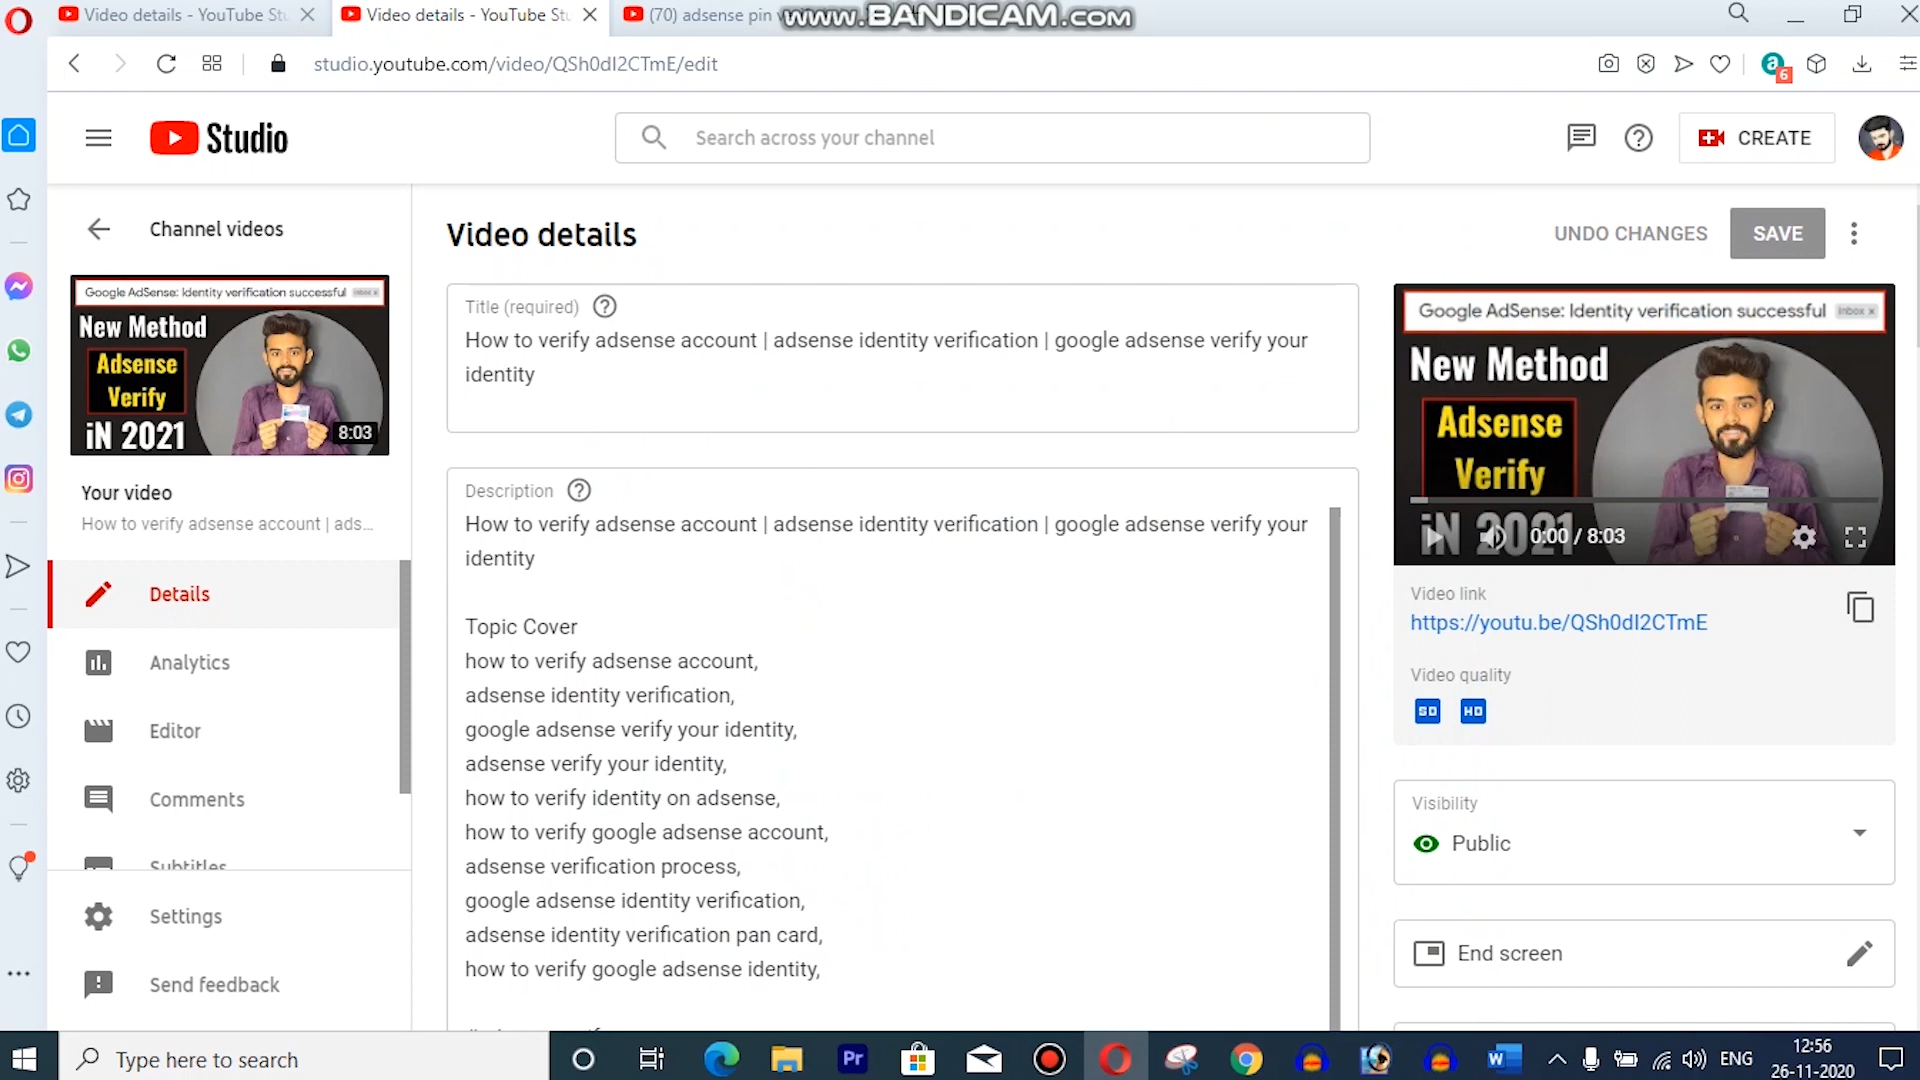 Video details - YouTube Stu
Video details - YouTube Stu
(70) adsense pin
www.BANDICAM.com
studio.youtube.com/video/QSh0dI2CTmE/edit
6
Studio
Search across your channel
CREATE
Channel videos
Video details
UNDO CHANGES
SAVE
Google AdSense: Identity verification successful Inbox x
New Method
Adsense
Verify
iN 2021
8:03
Your video
How to verify adsense account | ads...
Details
Analytics
Editor
Comments
Subtitles
Settings
Send feedback
Title (required)
How to verify adsense account | adsense identity verification | google adsense verify your
identity
Description
How to verify adsense account | adsense identity verification | google adsense verify your
identity
Topic Cover
how to verify adsense account,
adsense identity verification,
google adsense verify your identity,
adsense verify your identity,
how to verify identity on adsense,
how to verify google adsense account,
adsense verification process,
google adsense identity verification,
adsense identity verification pan card,
how to verify google adsense identity,
Google AdSense: Identity verification successful Inbox x
New Method
Adsense
Verify
iN 2021
0:00 / 8:03
Video link
https://youtu.be/QSh0dI2CTmE
Video quality
SD HD
Visibility
Public
End screen
Type here to search
Pr
W
ENG
12:56
26-11-2020